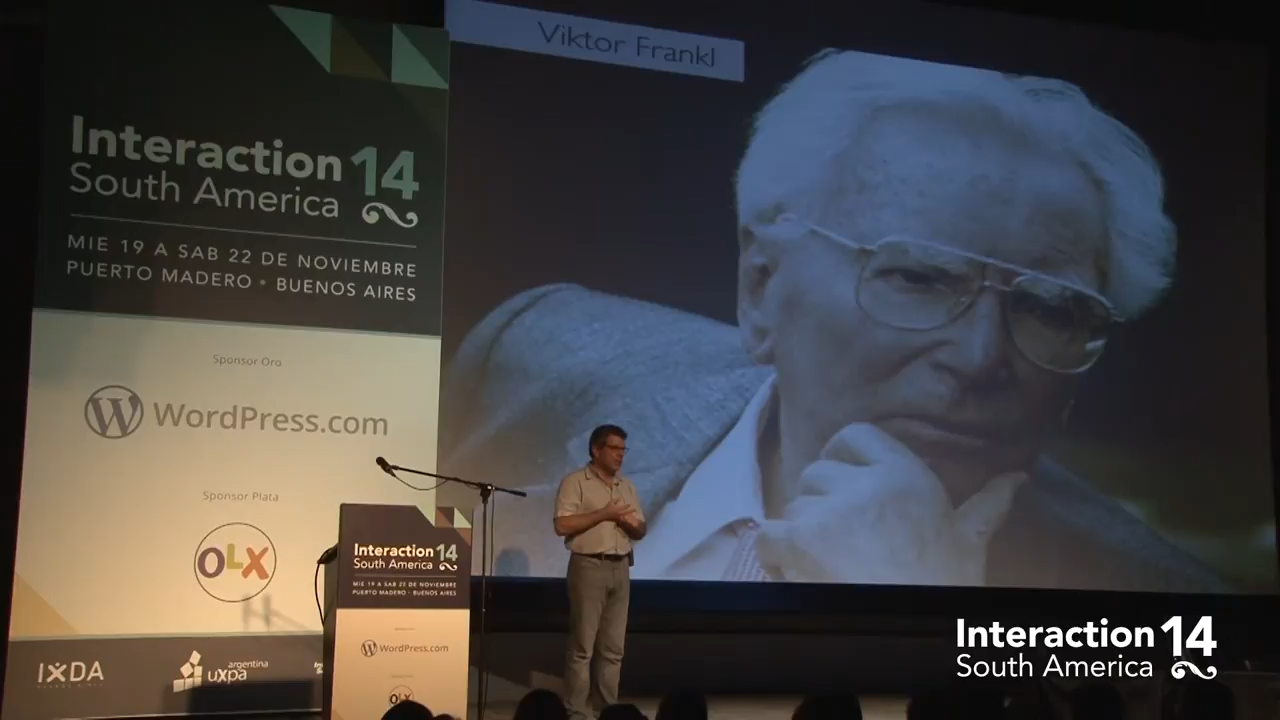 Viktor Frankl
Interaction 14
South America
MIE 19 A SAB 22 DE NOVIEMBRE
PUERTO MADERO • BUENOS AIRES
Sponsor Oro
WordPress.com
Sponsor Plata
OLX
IXDA
argentina
uxpa
Interaction 14
South America
MIE 19 A SAB 22 DE NOVIEMBRE
PUERTO MADERO • BUENOS AIRES
WordPress.com
OLX
Interaction 14
South America